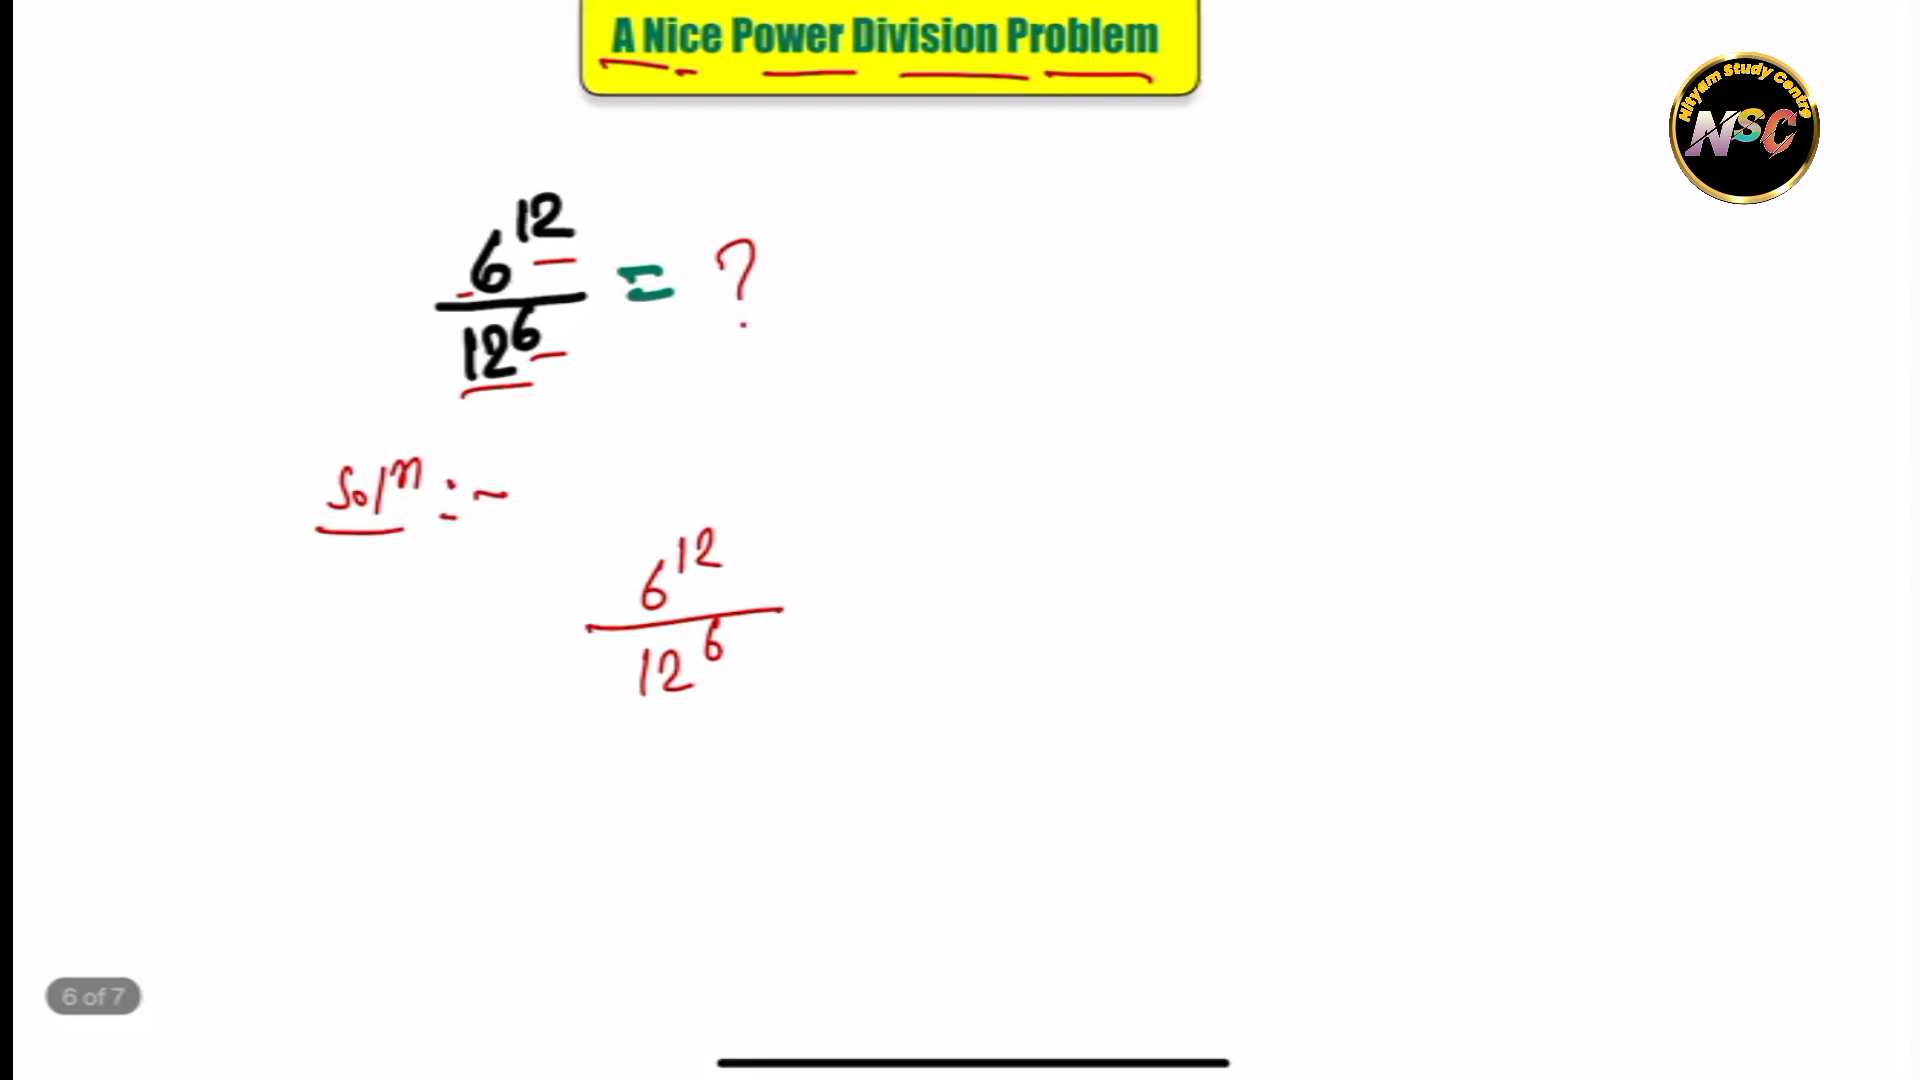 A Nice Power Division Problem
Nityam Study Centre
NSC
6^12
= ?
12^6
Sol^n :-
6^12
12^6
6 of 7